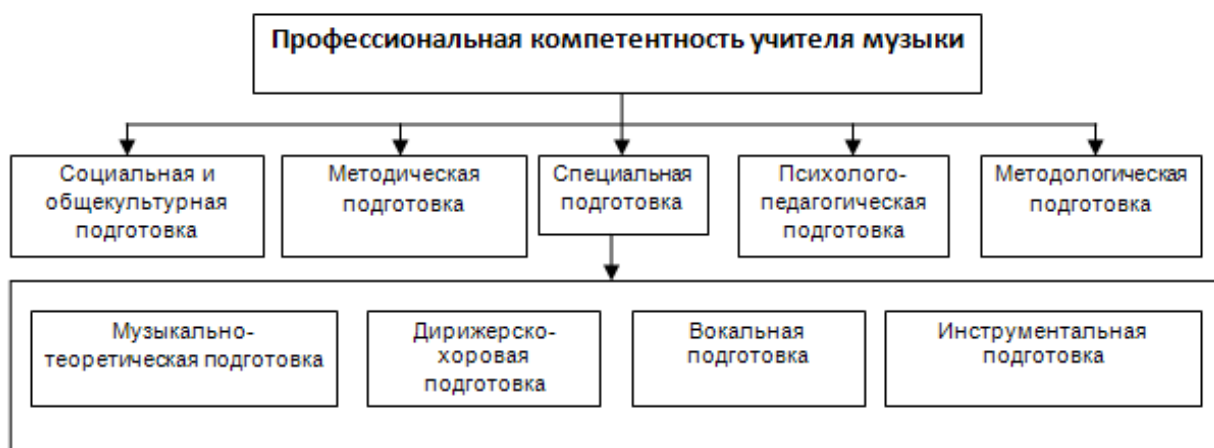 Профессиональная компетентность учителя музыки
Социальная и
общекультурная
подготовка
Методическая
подготовка
Специальная
подготовка
Психолого-
педагогическая
подготовка
Методологическая
подготовка
Музыкально-
теоретическая подготовка
Дирижерско-
хоровая
подготовка
Вокальная
подготовка
Инструментальная
подготовка